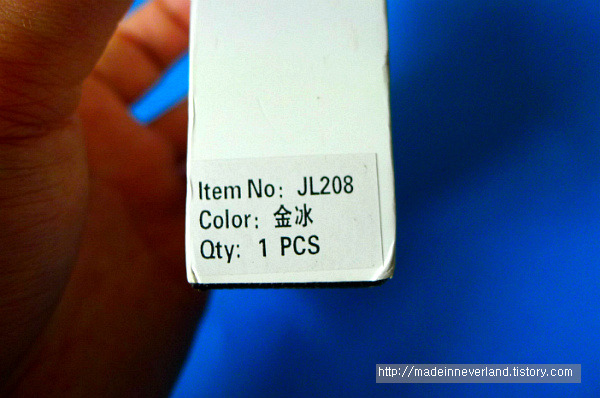 Item No: JL208
Color: 金冰
Qty: 1 PCS
http://madeinneverland.tistory.com